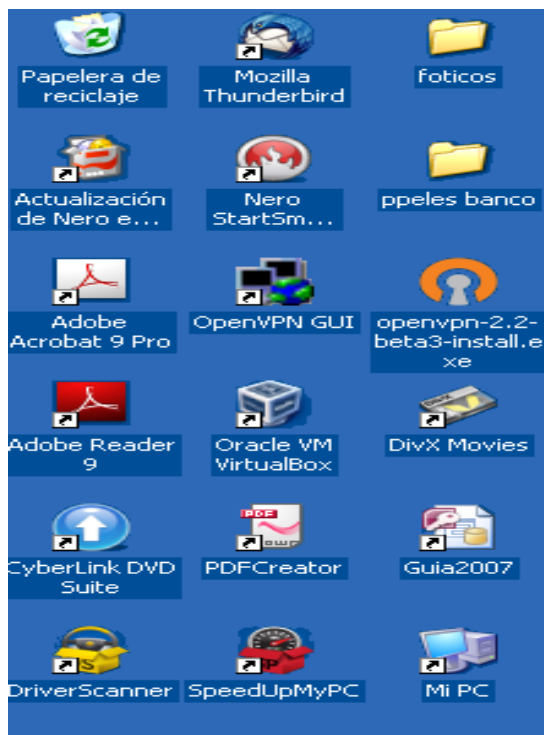 Papelera de
reciclaje
Mozilla
Thunderbird
foticos
Actualización
de Nero e...
Nero
StartSm...
ppeles banco
Adobe
Acrobat 9 Pro
OpenVPN GUI
openvpn-2.2-
beta3-install.e
xe
Adobe Reader
9
Oracle VM
VirtualBox
DivX Movies
CyberLink DVD
Suite
PDF
PDFCreator
Guia2007
DriverScanner
SpeedUpMyPC
Mi PC